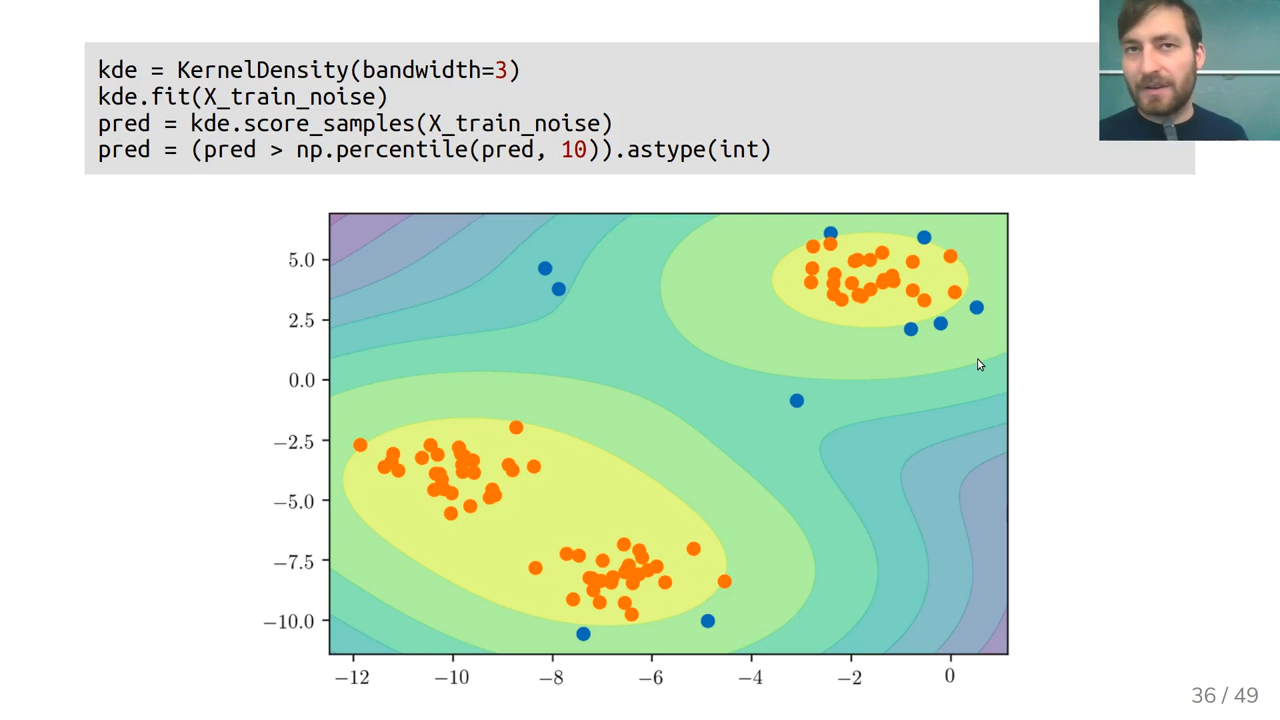 kde = KernelDensity(bandwidth=3)
kde.fit(X_train_noise)
pred = kde.score_samples(X_train_noise)
pred = (pred > np.percentile(pred, 10)).astype(int)
5.0
2.5
0.0
−2.5
−5.0
−7.5
−10.0
−12 −10 −8 −6 −4 −2 0
36 / 49